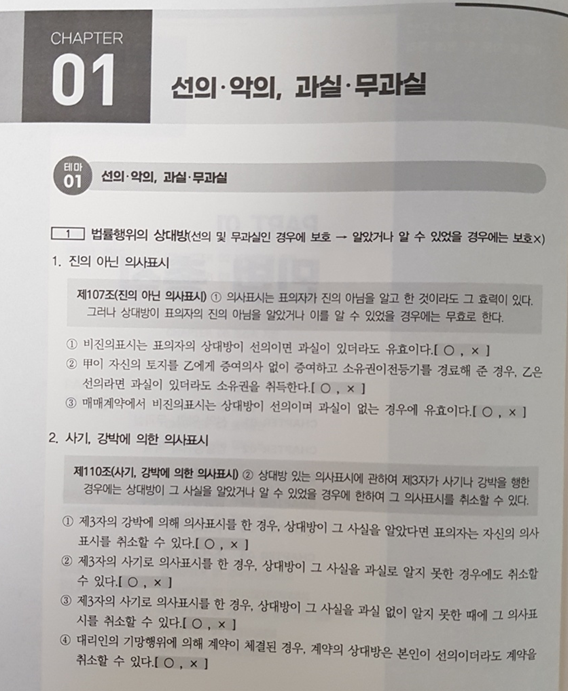 CHAPTER
01
선의·악의, 과실·무과실
테마
01
선의·악의, 과실·무과실
1 법률행위의 상대방(선의 및 무과실인 경우에 보호 → 알았거나 알 수 있었을 경우에는 보호×)
1. 진의 아닌 의사표시
제107조(진의 아닌 의사표시) ① 의사표시는 표의자가 진의 아님을 알고 한 것이라도 그 효력이 있다.
그러나 상대방이 표의자의 진의 아님을 알았거나 이를 알 수 있었을 경우에는 무효로 한다.
① 비진의표시는 표의자의 상대방이 선의이면 과실이 있더라도 유효이다.[ ○ , × ]
② 甲이 자신의 토지를 乙에게 증여의사 없이 증여하고 소유권이전등기를 경료해 준 경우, 乙은
선의라면 과실이 있더라도 소유권을 취득한다.[ ○ , × ]
③ 매매계약에서 비진의표시는 상대방이 선의이며 과실이 없는 경우에 유효이다.[ ○ , × ]
2. 사기, 강박에 의한 의사표시
제110조(사기, 강박에 의한 의사표시) ② 상대방 있는 의사표시에 관하여 제3자가 사기나 강박을 행한
경우에는 상대방이 그 사실을 알았거나 알 수 있었을 경우에 한하여 그 의사표시를 취소할 수 있다.
① 제3자의 강박에 의해 의사표시를 한 경우, 상대방이 그 사실을 알았다면 표의자는 자신의 의사
표시를 취소할 수 있다.[ ○ , × ]
② 제3자의 사기로 의사표시를 한 경우, 상대방이 그 사실을 과실로 알지 못한 경우에도 취소할
수 있다.[ ○ , × ]
③ 제3자의 사기로 의사표시를 한 경우, 상대방이 그 사실을 과실 없이 알지 못한 때에 그 의사표
시를 취소할 수 있다.[ ○ , × ]
④ 대리인의 기망행위에 의해 계약이 체결된 경우, 계약의 상대방은 본인이 선의이더라도 계약을
취소할 수 있다.[ ○ , × ]